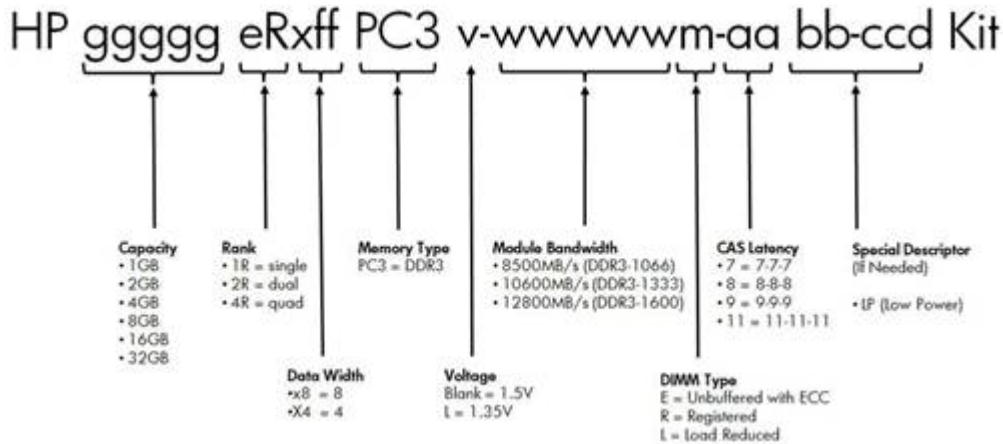 HP ggggg eRxff PC3 v-wwwwwm-aa bb-ccd Kit
Capacity
• 1GB
• 2GB
• 4GB
• 8GB
• 16GB
• 32GB
Rank
• 1R = single
• 2R = dual
• 4R = quad
Memory Type
PC3 = DDR3
Module Bandwidth
• 8500MB/s (DDR3-1066)
• 10600MB/s (DDR3-1333)
• 12800MB/s (DDR3-1600)
CAS Latency
• 7 = 7-7-7
• 8 = 8-8-8
• 9 = 9-9-9
• 11 = 11-11-11
Special Descriptor
(If Needed)
• LP (Low Power)
Data Width
•x8 = 8
•X4 = 4
Voltage
Blank = 1.5V
L = 1.35V
DIMM Type
E = Unbuffered with ECC
R = Registered
L = Load Reduced